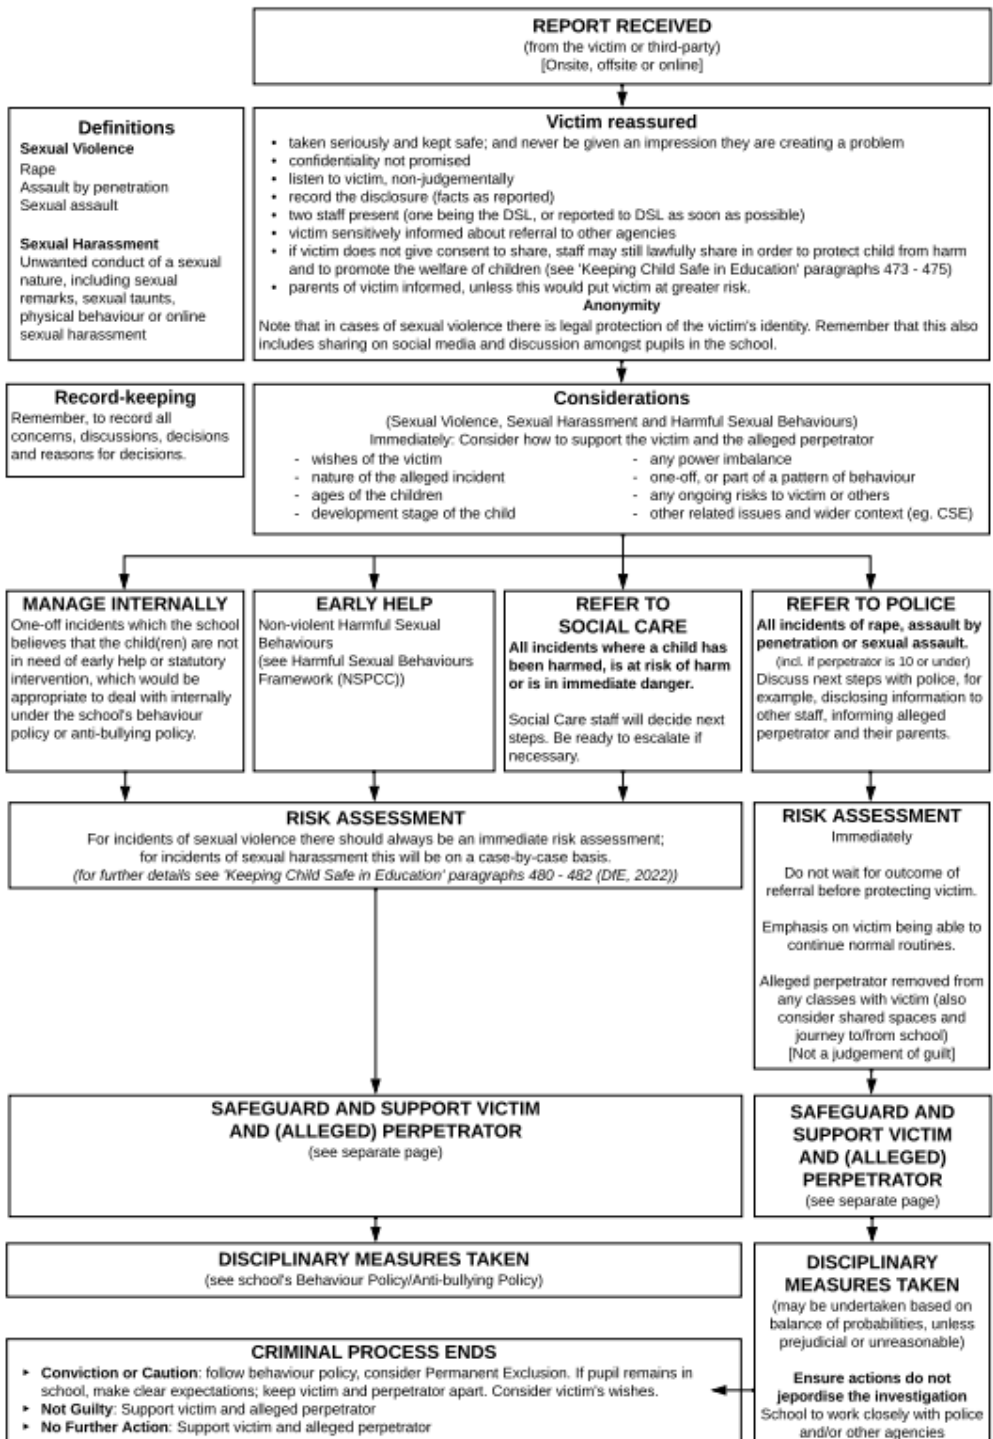 REPORT RECEIVED
(from the victim or third-party)
[Onsite, offsite or online]
Definitions
Sexual Violence
Rape
Assault by penetration
Sexual assault
Sexual Harassment
Unwanted conduct of a sexual
nature, including sexual
remarks, sexual taunts,
physical behaviour or online
sexual harassment
Victim reassured
• taken seriously and kept safe; and never be given an impression they are creating a problem
• confidentiality not promised
• listen to victim, non-judgementally
• record the disclosure (facts as reported)
• two staff present (one being the DSL, or reported to DSL as soon as possible)
• victim sensitively informed about referral to other agencies
• if victim does not give consent to share, staff may still lawfully share in order to protect child from harm
and to promote the welfare of children (see 'Keeping Child Safe in Education' paragraphs 473 - 475)
• parents of victim informed, unless this would put victim at greater risk.
Anonymity
Note that in cases of sexual violence there is legal protection of the victim's identity. Remember that this also
includes sharing on social media and discussion amongst pupils in the school.
Record-keeping
Remember, to record all
concerns, discussions, decisions
and reasons for decisions.
Considerations
(Sexual Violence, Sexual Harassment and Harmful Sexual Behaviours)
Immediately: Consider how to support the victim and the alleged perpetrator
- wishes of the victim
- nature of the alleged incident
- ages of the children
- development stage of the child
- any power imbalance
- one-off, or part of a pattern of behaviour
- any ongoing risks to victim or others
- other related issues and wider context (eg. CSE)
MANAGE INTERNALLY
One-off incidents which the school
believes that the child(ren) are not
in need of early help or statutory
intervention, which would be
appropriate to deal with internally
under the school's behaviour
policy or anti-bullying policy.
EARLY HELP
Non-violent Harmful Sexual
Behaviours
(see Harmful Sexual Behaviours
Framework (NSPCC))
REFER TO
SOCIAL CARE
All incidents where a child has
been harmed, is at risk of harm
or is in immediate danger.
Social Care staff will decide next
steps. Be ready to escalate if
necessary.
REFER TO POLICE
All incidents of rape, assault by
penetration or sexual assault.
(incl. if perpetrator is 10 or under)
Discuss next steps with police, for
example, disclosing information to
other staff, informing alleged
perpetrator and their parents.
RISK ASSESSMENT
For incidents of sexual violence there should always be an immediate risk assessment;
for incidents of sexual harassment this will be on a case-by-case basis.
(for further details see 'Keeping Child Safe in Education' paragraphs 480 - 482 (DfE, 2022))
RISK ASSESSMENT
Immediately
Do not wait for outcome of
referral before protecting victim.
Emphasis on victim being able to
continue normal routines.
Alleged perpetrator removed from
any classes with victim (also
consider shared spaces and
journey to/from school)
[Not a judgement of guilt]
SAFEGUARD AND SUPPORT VICTIM
AND (ALLEGED) PERPETRATOR
(see separate page)
SAFEGUARD AND
SUPPORT VICTIM
AND (ALLEGED)
PERPETRATOR
(see separate page)
DISCIPLINARY MEASURES TAKEN
(see school's Behaviour Policy/Anti-bullying Policy)
DISCIPLINARY
MEASURES TAKEN
(may be undertaken based on
balance of probabilities, unless
prejudicial or unreasonable)
Ensure actions do not
jepordise the investigation
School to work closely with police
and/or other agencies
CRIMINAL PROCESS ENDS
► Conviction or Caution: follow behaviour policy, consider Permanent Exclusion. If pupil remains in
school, make clear expectations; keep victim and perpetrator apart. Consider victim's wishes.
► Not Guilty: Support victim and alleged perpetrator
► No Further Action: Support victim and alleged perpetrator